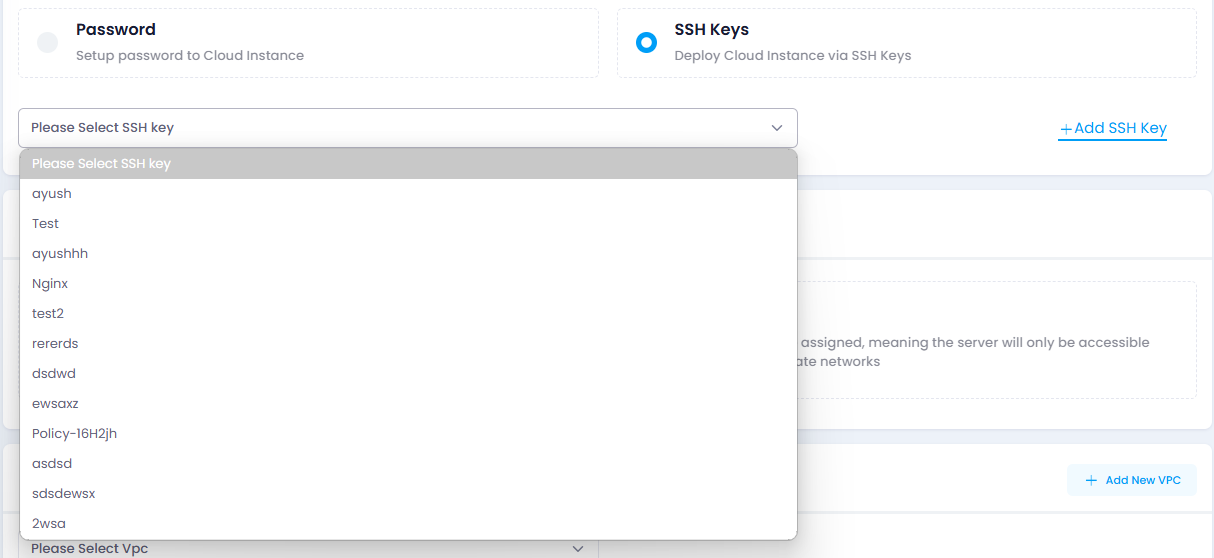 Password
Setup password to Cloud Instance
SSH Keys
Deploy Cloud Instance via SSH Keys
Please Select SSH key
+Add SSH Key
Please Select SSH key
ayush
Test
ayushhh
Nginx
test2
rererds
dsdwd
ewsaxz
Policy-16H2jh
asdsd
sdsdewsx
2wsa
assigned, meaning the server will only be accessible
networks
+ Add New VPC
Please Select Vpc